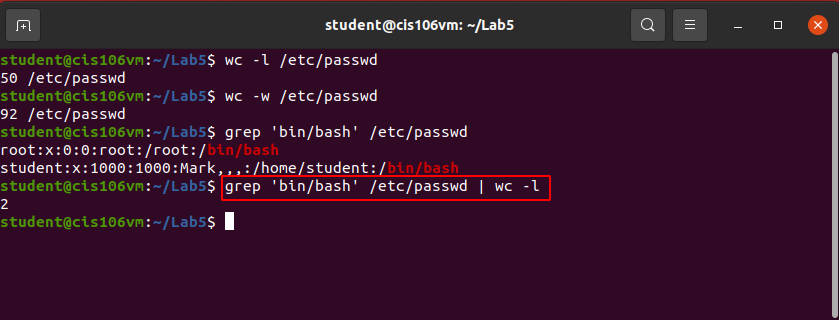 student@cis106vm: ~/Lab5
student@cis106vm:~/Lab5$ wc -l /etc/passwd
50 /etc/passwd
student@cis106vm:~/Lab5$ wc -w /etc/passwd
92 /etc/passwd
student@cis106vm:~/Lab5$ grep 'bin/bash' /etc/passwd
root:x:0:0:root:/root:/bin/bash
student:x:1000:1000:Mark,,,:/home/student:/bin/bash
student@cis106vm:~/Lab5$ grep 'bin/bash' /etc/passwd | wc -l
2
student@cis106vm:~/Lab5$